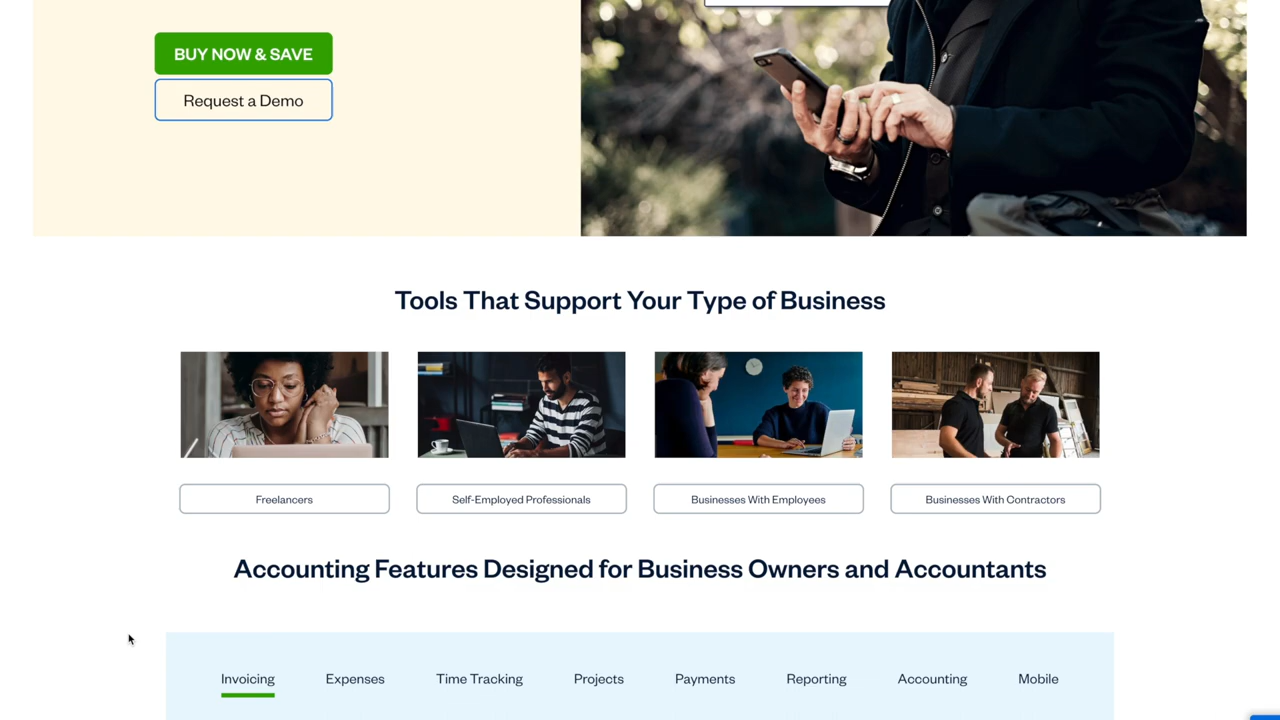 BUY NOW & SAVE
Request a Demo
Tools That Support Your Type of Business
Freelancers
Self-Employed Professionals
Businesses With Employees
Businesses With Contractors
Accounting Features Designed for Business Owners and Accountants
Invoicing
Expenses
Time Tracking
Projects
Payments
Reporting
Accounting
Mobile